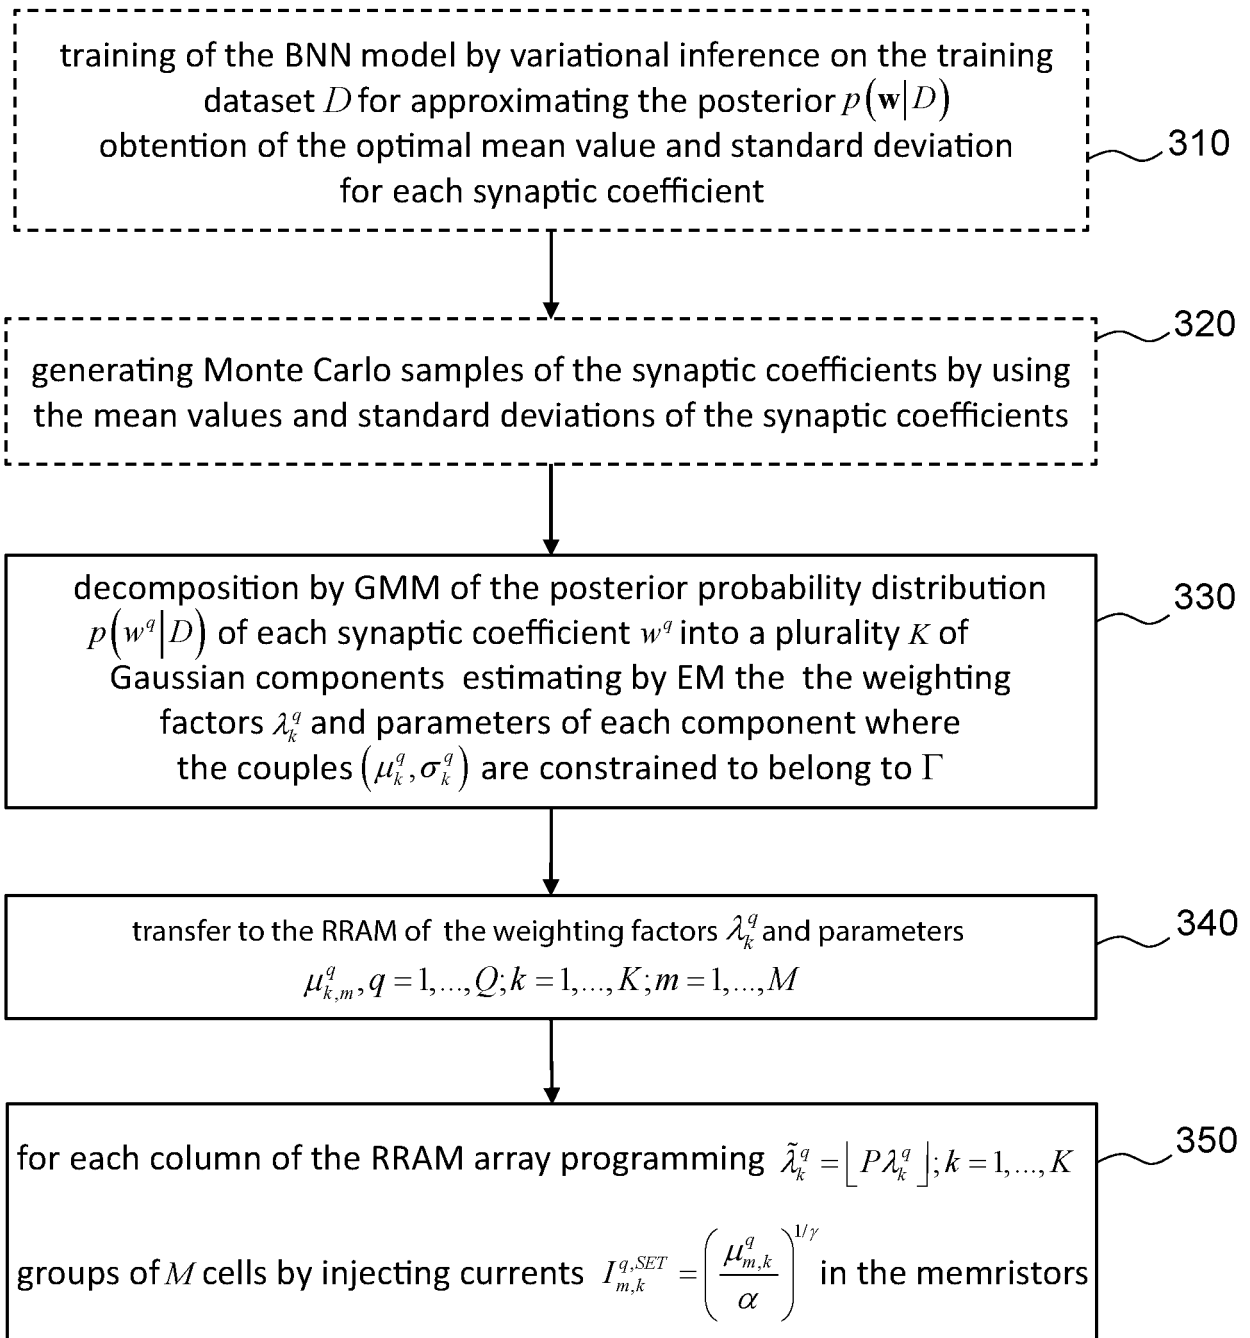 training of the BNN model by variational inference on the training
dataset D for approximating the posterior p(w|D)
obtention of the optimal mean value and standard deviation
for each synaptic coefficient
310
320
generating Monte Carlo samples of the synaptic coefficients by using
the mean values and standard deviations of the synaptic coefficients
decomposition by GMM of the posterior probability distribution
p(w^q|D) of each synaptic coefficient w^q into a plurality K of
Gaussian components estimating by EM the the weighting
factors λ_k^q and parameters of each component where
the couples (μ_k^q, σ_k^q) are constrained to belong to Γ
330
transfer to the RRAM of the weighting factors λ_k^q and parameters
μ_{k,m}^q, q = 1,...,Q; k = 1,...,K; m = 1,...,M
340
for each column of the RRAM array programming λ̃_k^q = ⌊Pλ_k^q⌋; k = 1,...,K
groups of M cells by injecting currents I_{m,k}^{q,SET} = (μ_{m,k}^q / α)^{1/γ} in the memristors
350